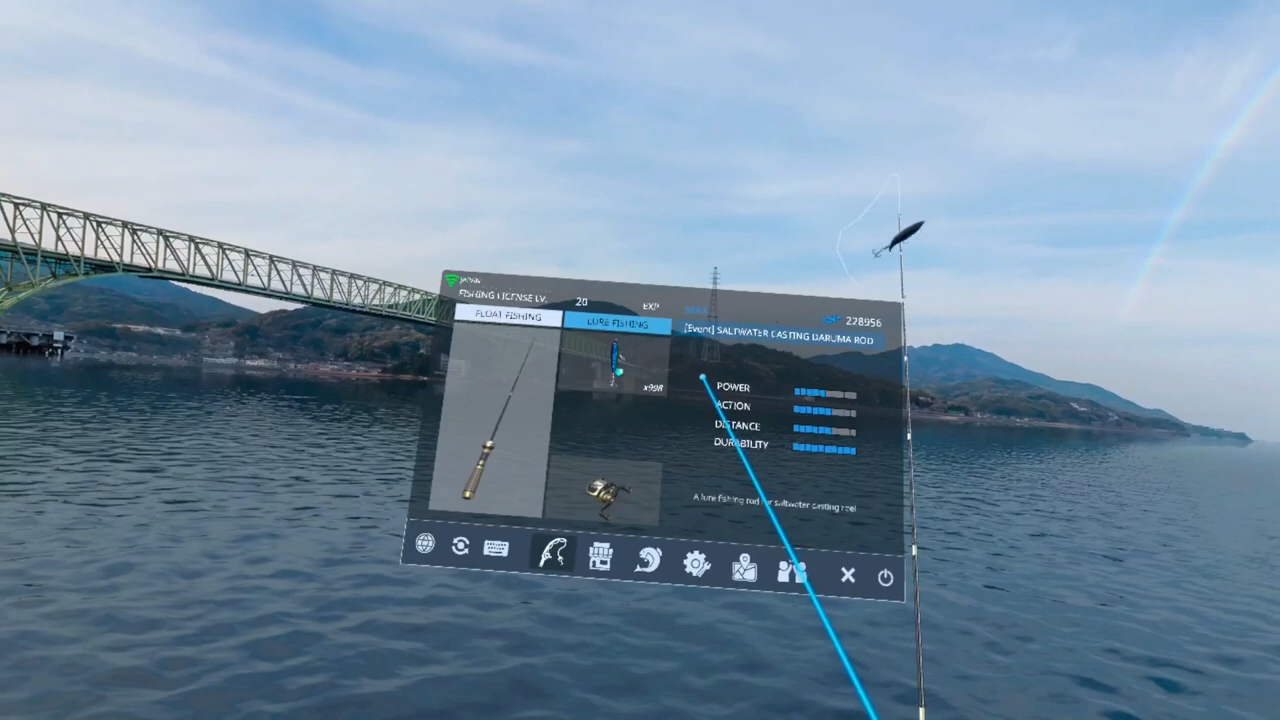 JAPAN
FISHING LICENSE LV. 20 EXP MAX 228956
FLOAT FISHING LURE FISHING
[Event] SALTWATER CASTING DARUMA ROD
x998
POWER
ACTION
DISTANCE
DURABILITY
A lure fishing rod for saltwater casting reel